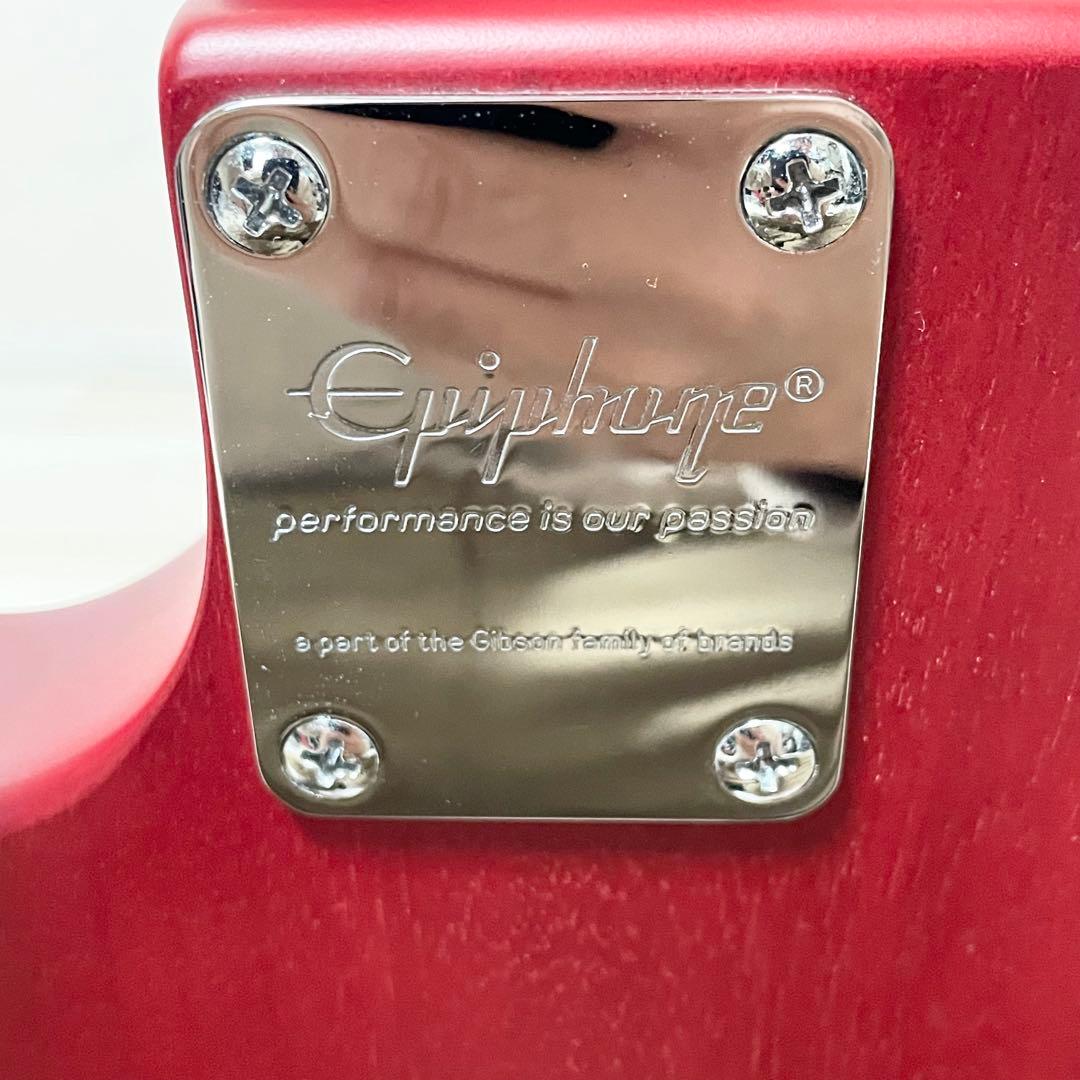 Epiphone®
performance is our passion
a part of the Gibson family of brands